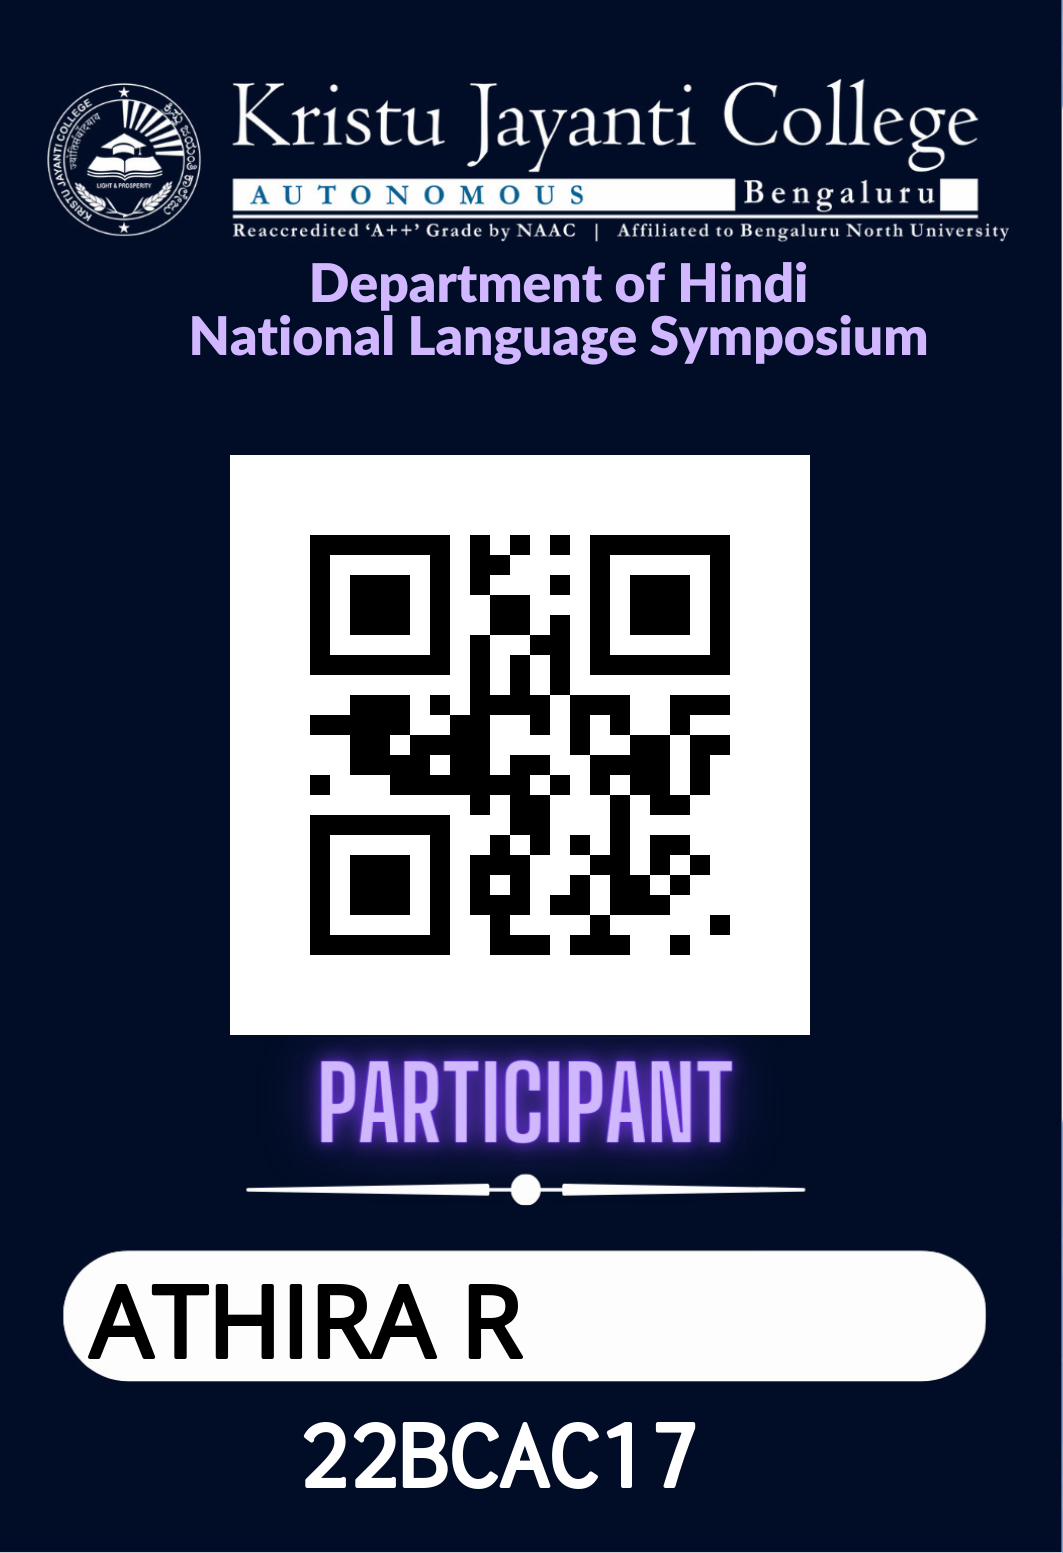 Kristu Jayanti College
AUTONOMOUS Bengaluru
Reaccredited ‘A++’ Grade by NAAC | Affiliated to Bengaluru North University
KRISTU JAYANTI COLLEGE
LIGHT & PROSPERITY
Department of Hindi
National Language Symposium
PARTICIPANT
ATHIRA R
22BCAC17